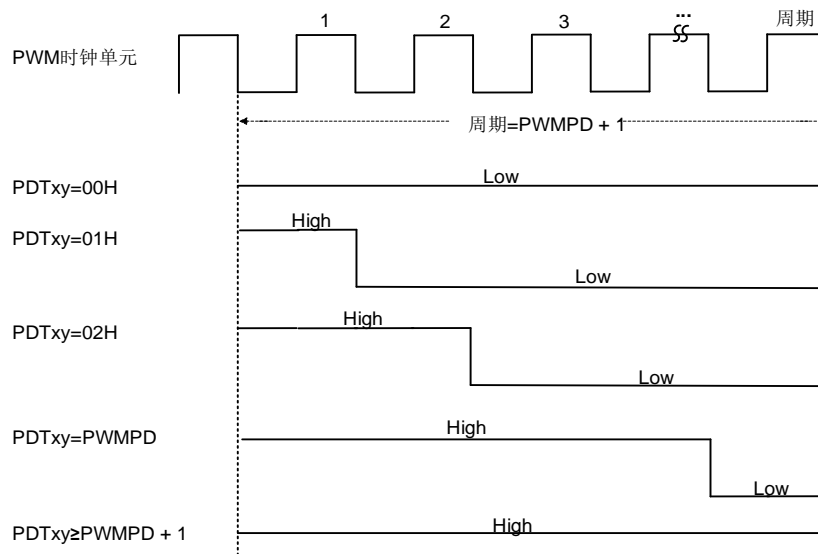 1 2 3 ... 周期
PWM时钟单元
周期=PWMPD + 1
PDTxy=00H Low
High
PDTxy=01H
Low
PDTxy=02H High
Low
PDTxy=PWMPD High
Low
PDTxy≥PWMPD + 1 High